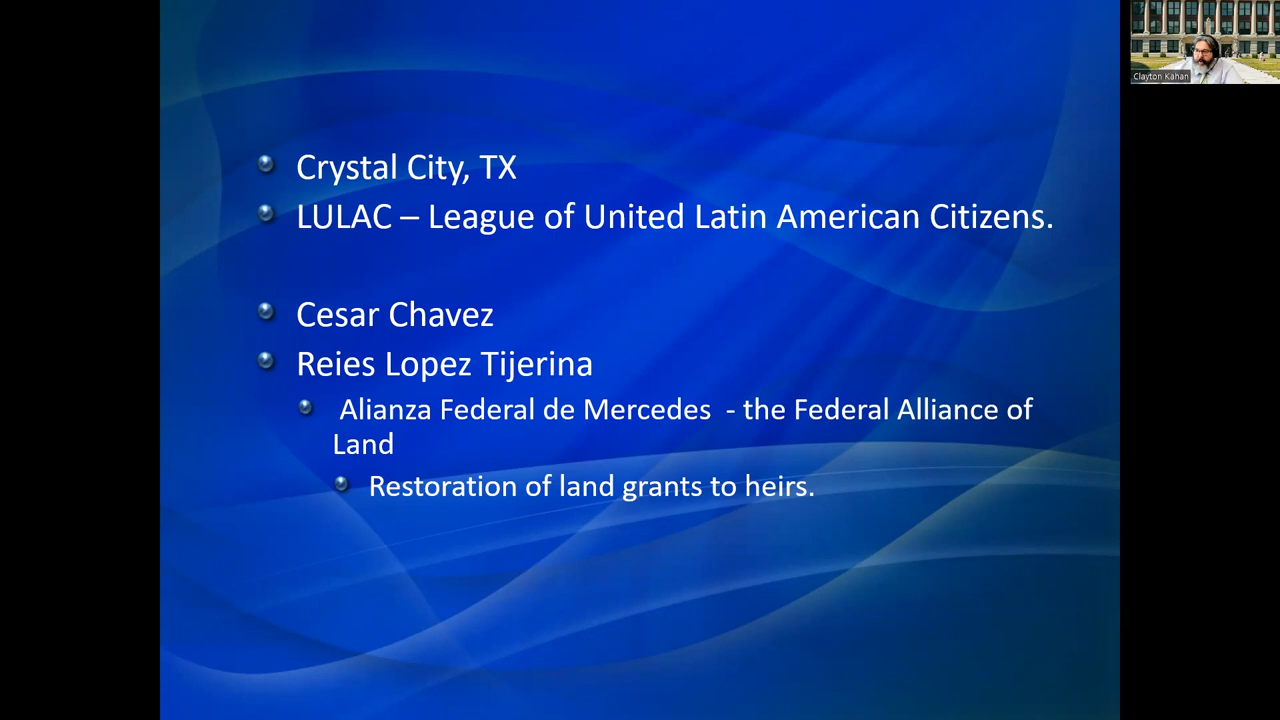 Crystal City, TX
LULAC – League of United Latin American Citizens.
Cesar Chavez
Reies Lopez Tijerina
Alianza Federal de Mercedes - the Federal Alliance of
Land
Restoration of land grants to heirs.
Clayton Kahan